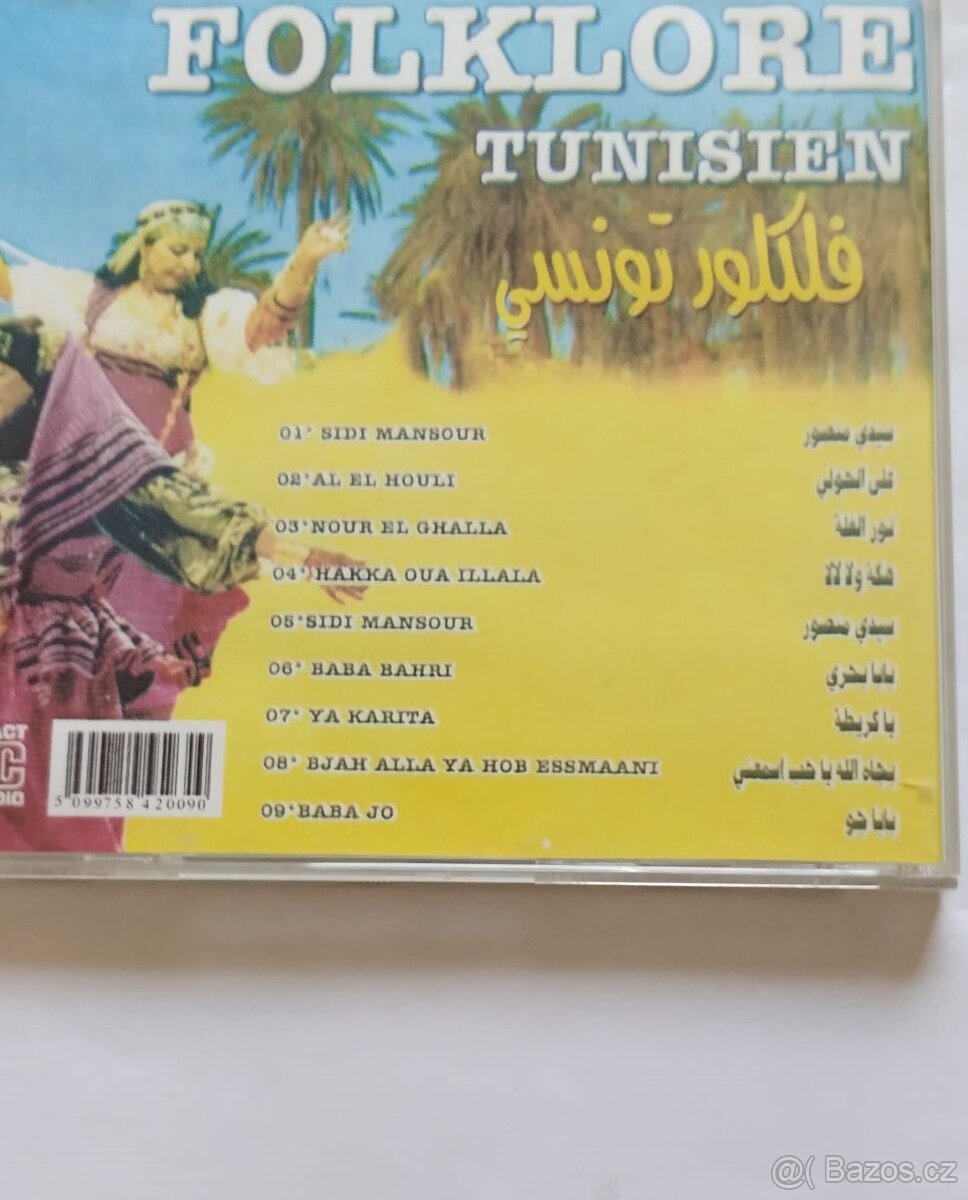 FOLKLORE
TUNISIEN
فلكلور تونسي
01° SIDI MANSOUR سيدي منصور
02°AL EL HOULI على الهولي
03°NOUR EL GHALLA نور الغلة
04° HAKKA OUA ILLALA هكة ولا لالا
05°SIDI MANSOUR سيدي منصور
06° BABA BAHRI بابا بحري
07° YA KARITA يا كريطة
08° BJAH ALLA YA HOB ESSMAANI بجاه الله يا حب اسمعني
09°BABA JO بابا جو
5 099758 420090
@( Bazos.cz